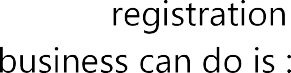 registration
business can do is :